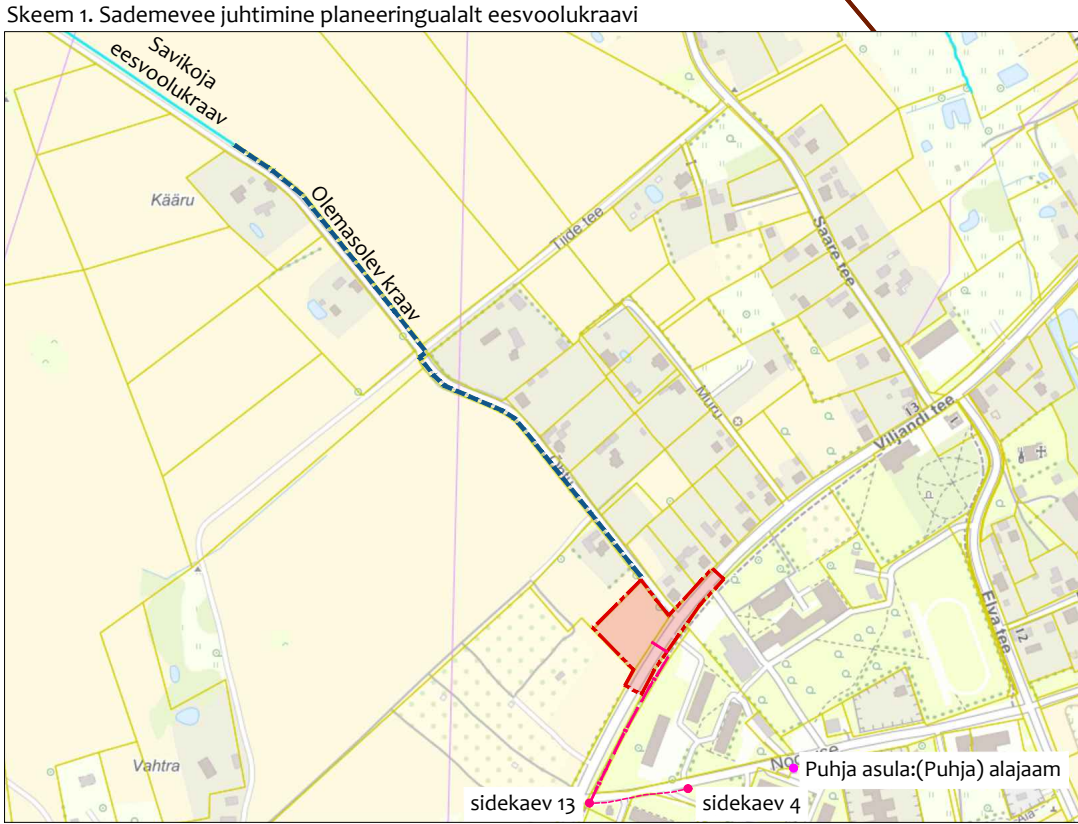 Skeem 1. Sademevee juhtimine planeeringualalt eesvoolukraavi
Savikoja
eesvoolukraav
Kääru
Olemasolev kraav
Tiide tee
Saare tee
Muru
13
Viljandi tee
Elva tee
12
Vahtra
Puhja asula:(Puhja) alajaam
sidekaev 13
sidekaev 4